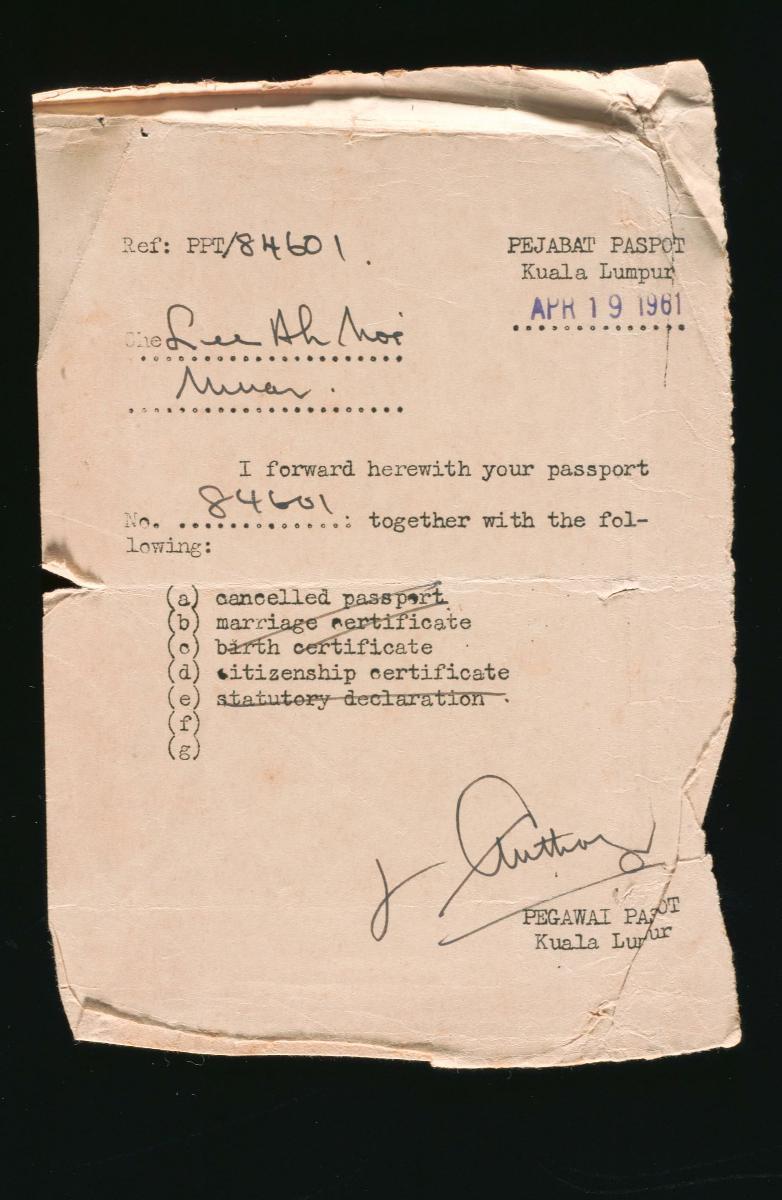 Ref: PPT/84601.
PEJABAT PASPOT
Kuala Lumpur
APR 19 1961
Che Lee Ah Moi
Muar.
I forward herewith your passport
No. 84601: together with the fol-
lowing:
(a) cancelled passport
(b) marriage certificate
(c) birth certificate
(d) citizenship certificate
(e) statutory declaration.
(f)
(g)
PEGAWAI PASPOT
Kuala Lumpur